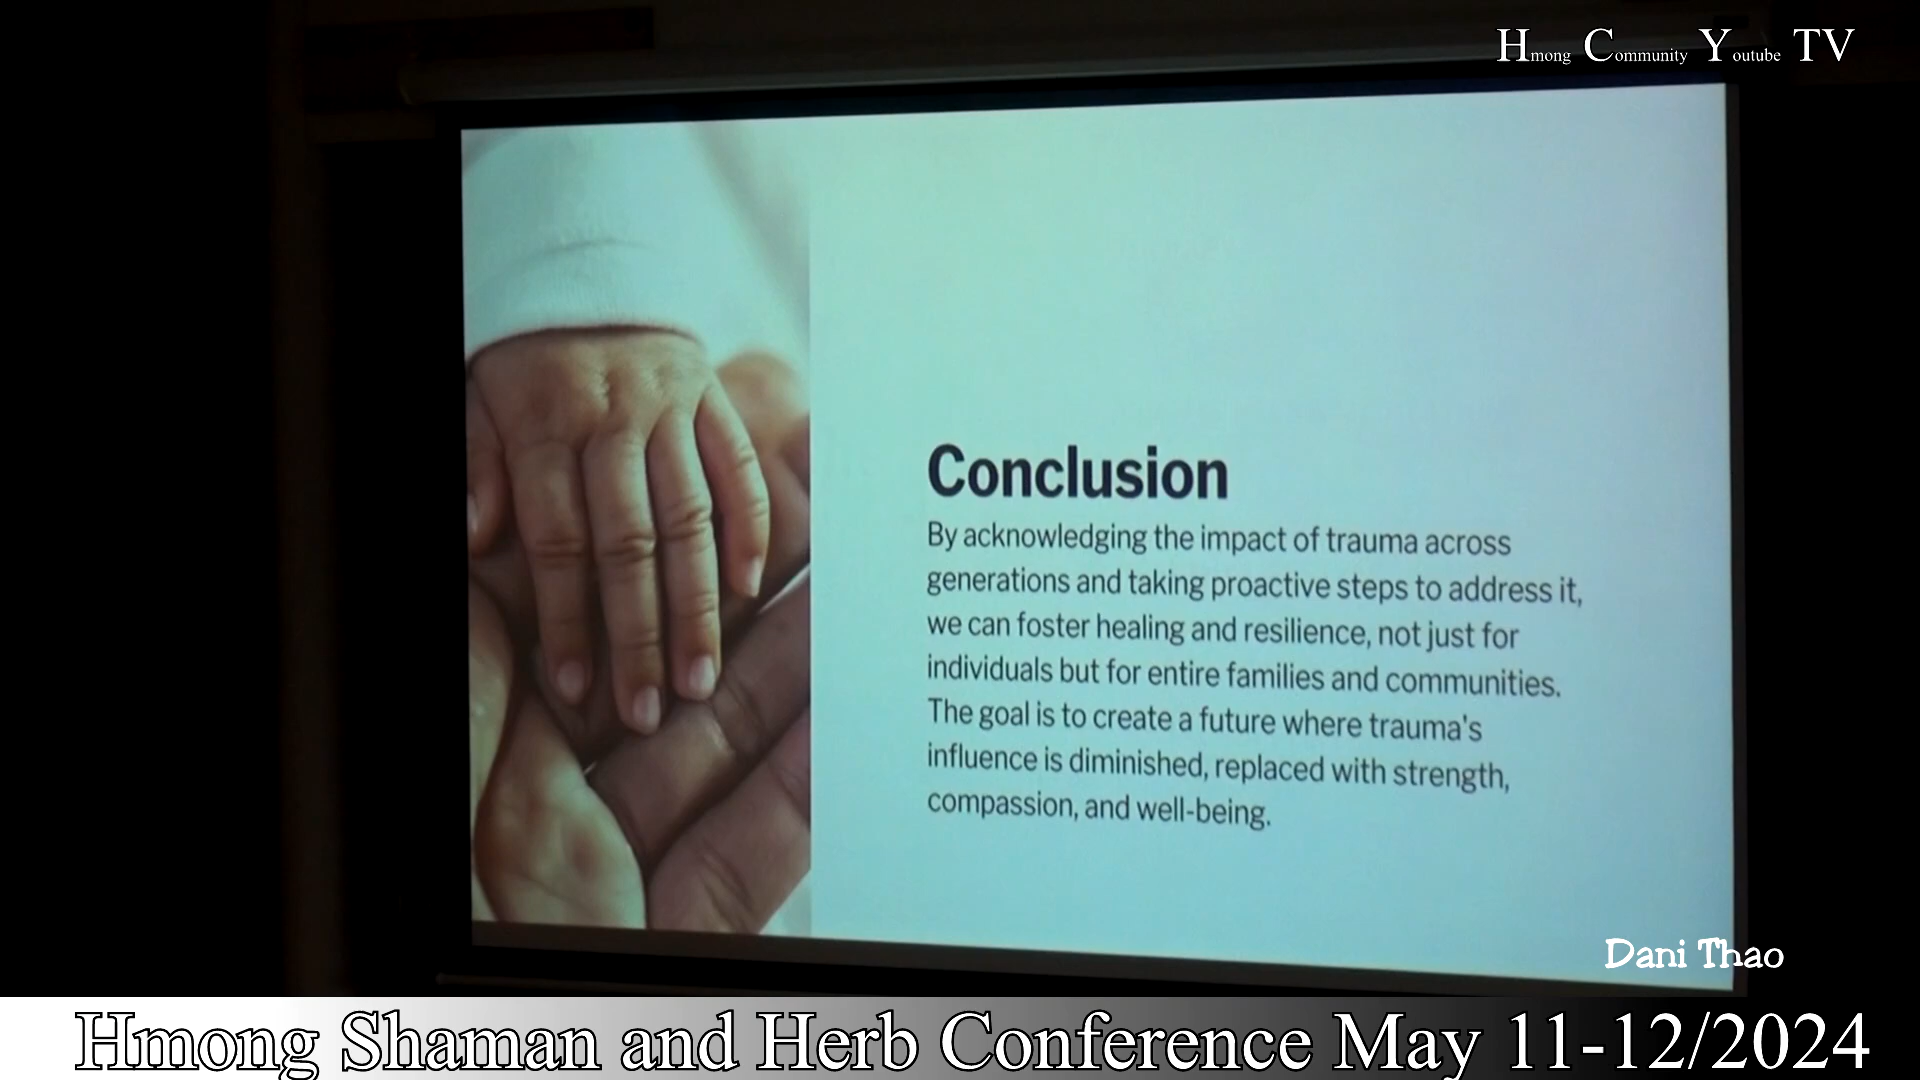 Hmong Community Youtube TV
Conclusion
By acknowledging the impact of trauma across
generations and taking proactive steps to address it,
we can foster healing and resilience, not just for
individuals but for entire families and communities.
The goal is to create a future where trauma's
influence is diminished, replaced with strength,
compassion, and well-being.
Dani Thao
Hmong Shaman and Herb Conference May 11-12/2024